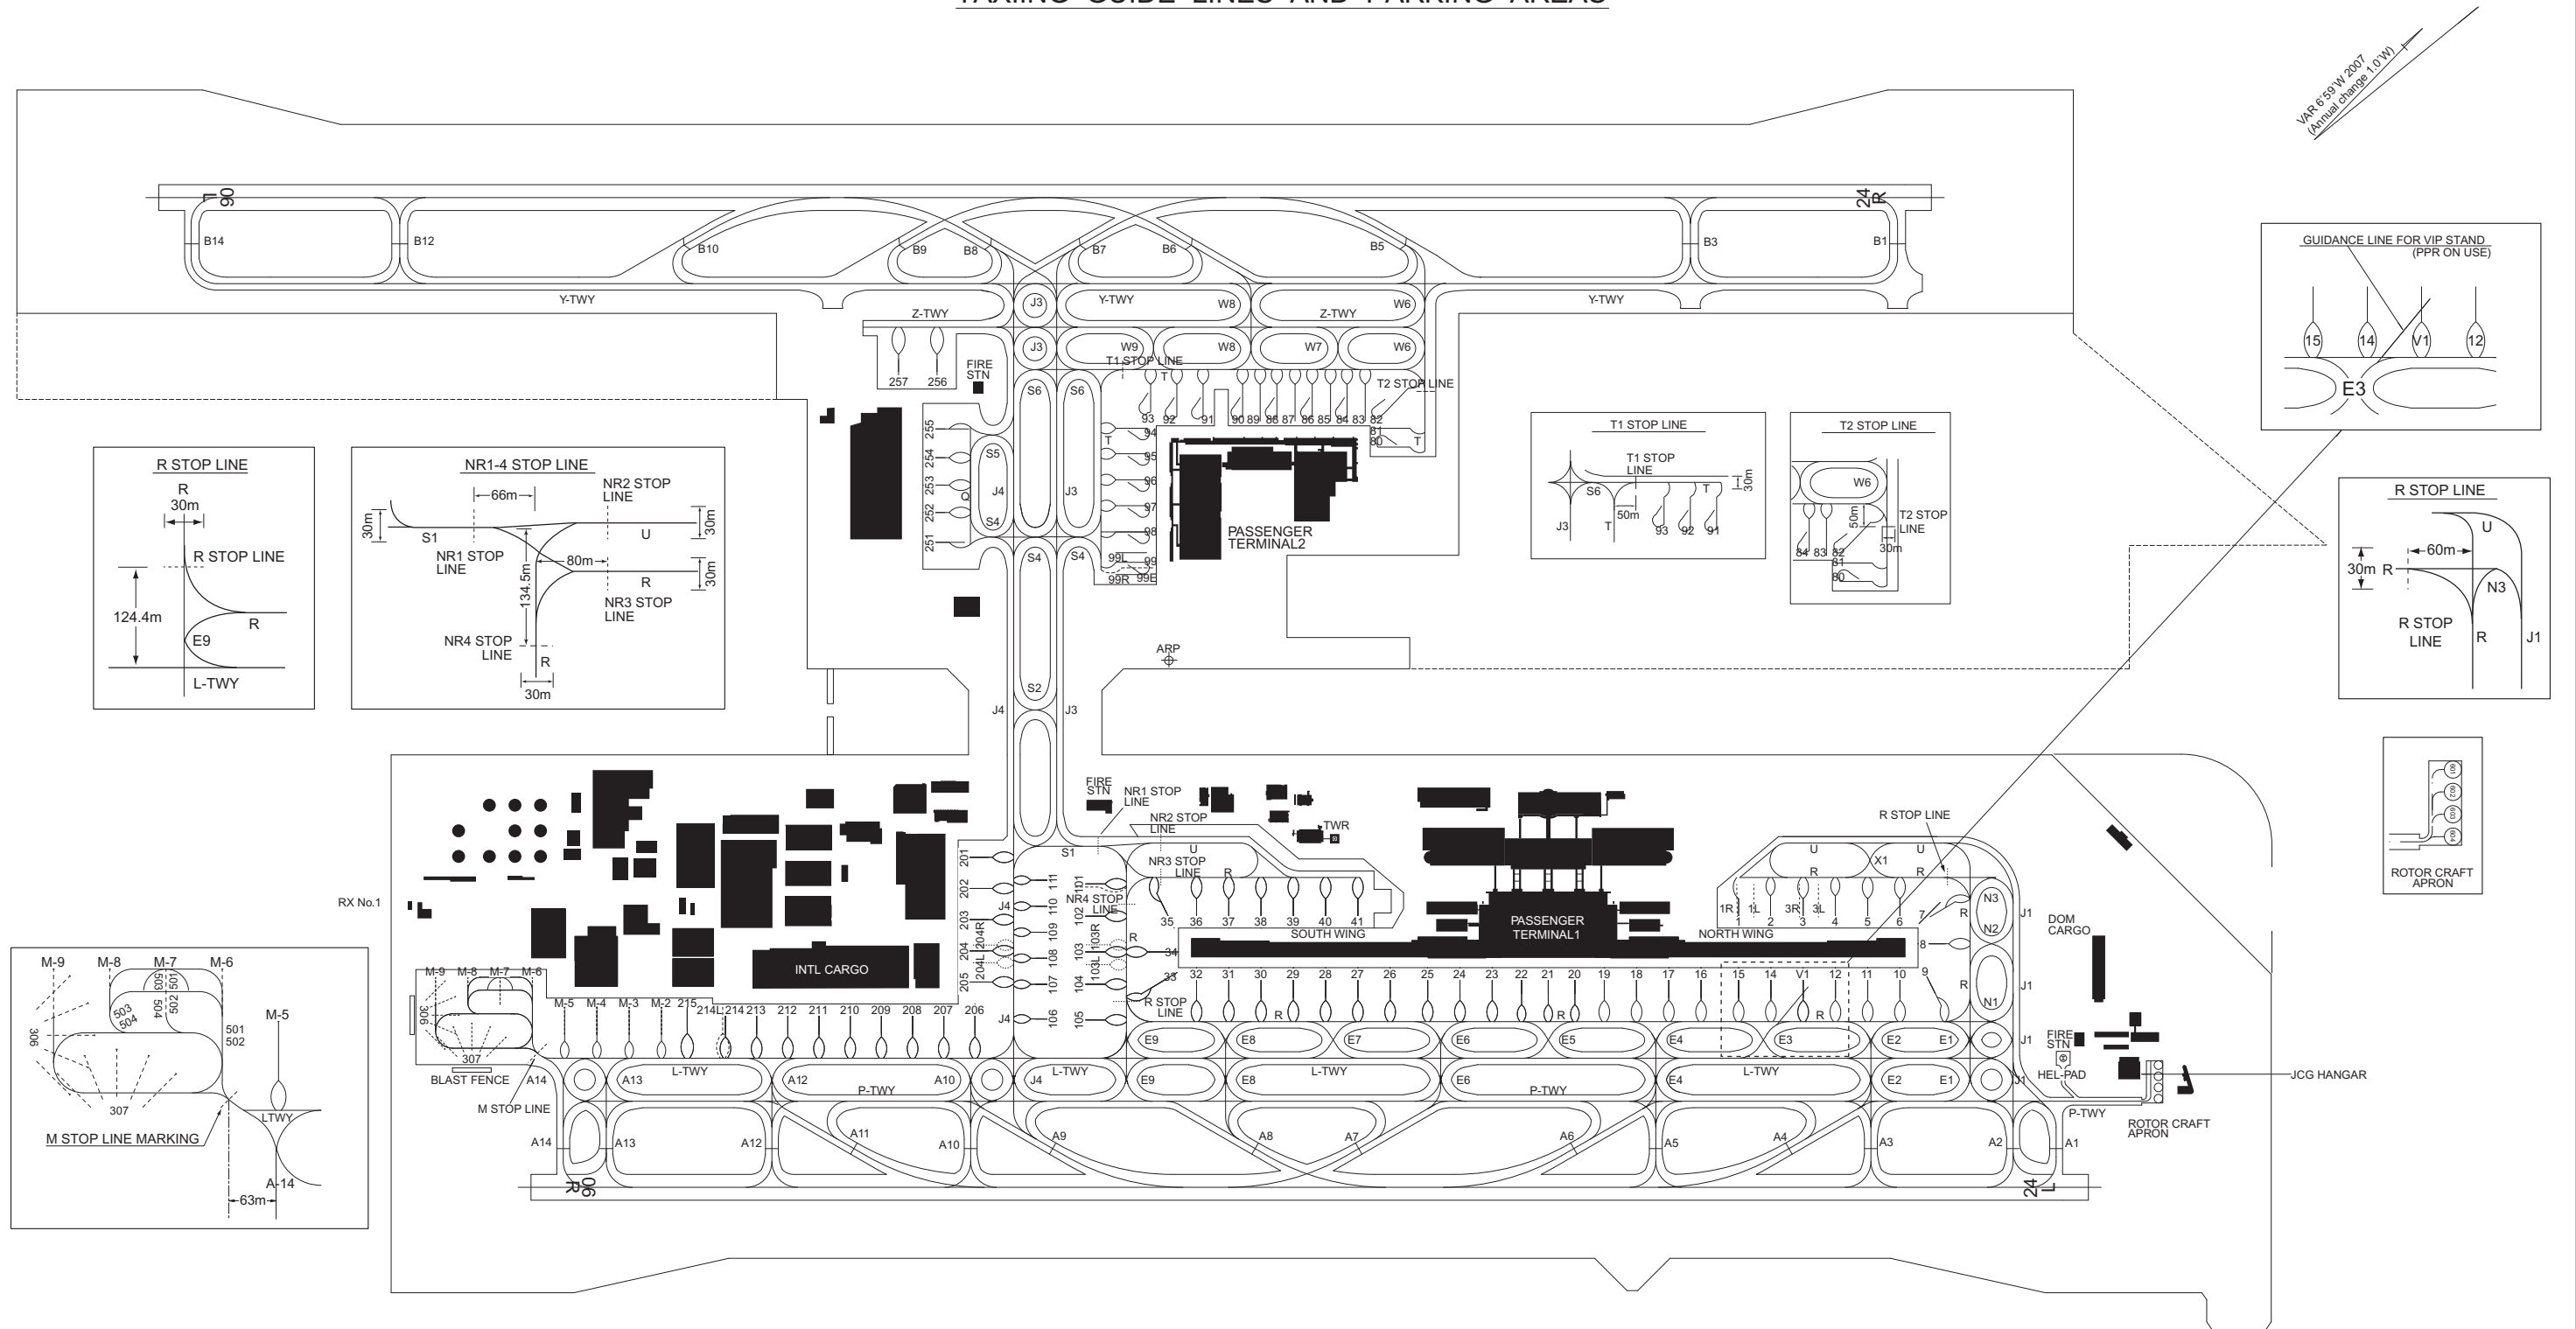 TAXIING GUIDE LINES AND PARKING AREAS
VAR 6°59'W 2007
(Annual change 1.0'W)
06
L
24
R
B14
B12
B10
B9
B8
B7
B6
B5
B3
B1
Y-TWY
J3
Y-TWY
W8
W6
Y-TWY
Z-TWY
Z-TWY
J3
W9
W8
W7
W6
T1 STOP LINE
T
T2 STOP LINE
257
256
FIRE
STN
S6
S6
93
92
91
90
89
88
87
86
85
84
83
82
81
80
T
255
254
253
252
251
Q
S5
J4
S4
J3
T
94
95
96
97
98
99L
99
99R
99E
S4
S4
PASSENGER
TERMINAL2
S2
J4
J3
ARP
GUIDANCE LINE FOR VIP STAND
(PPR ON USE)
15
14
V1
12
E3
R STOP LINE
R
30m
R STOP LINE
124.4m
E9
R
L-TWY
NR1-4 STOP LINE
66m
NR2 STOP
LINE
30m
S1
U
30m
NR1 STOP
LINE
134.5m
80m
R
30m
NR3 STOP
LINE
NR4 STOP
LINE
R
30m
T1 STOP LINE
T1 STOP
LINE
S6
T
30m
50m
J3
T
93
92
91
T2 STOP LINE
W6
50m
T2 STOP
LINE
84
83
82
30m
81
80
R STOP LINE
U
60m
30m
R
N3
R STOP
LINE
R
J1
601
602
603
604
ROTOR CRAFT
APRON
FIRE
STN
NR1 STOP
LINE
NR2 STOP
LINE
TWR
S1
U
NR3 STOP
LINE
R
NR4 STOP
LINE
R STOP LINE
U
X1
U
R
R
RX No.1
201
202
203
204
204R
204L
205
J4
J4
111
110
109
108
107
106
101
102
103
103R
103L
104
105
R
35
36
37
38
39
40
41
34
33
SOUTH WING
PASSENGER
TERMINAL1
NORTH WING
1R
1L
1
2
3R
3L
3
4
5
6
7
8
9
R
N3
N2
R
N1
J1
J1
J1
J1
DOM
CARGO
INTL CARGO
32
31
30
29
28
27
26
25
24
23
22
21
20
19
18
17
16
15
14
V1
12
11
10
R STOP
LINE
R
R
R
M-9
M-8
M-7
M-6
306
307
M-5
M-4
M-3
M-2
215
214L
214
213
212
211
210
209
208
207
206
BLAST FENCE
M STOP LINE
E9
E8
E7
E6
E5
E4
E3
E2
E1
A14
A13
L-TWY
A12
A10
P-TWY
J4
L-TWY
E9
E8
L-TWY
E6
P-TWY
E4
L-TWY
E2
E1
FIRE
STN
HEL-PAD
JCG HANGAR
P-TWY
ROTOR CRAFT
APRON
A14
A13
A12
A11
A10
A9
A8
A7
A6
A5
A4
A3
A2
A1
06
R
24
L
M-9
M-8
M-7
M-6
503
501
504
502
503
504
306
501
502
M-5
307
LTWY
M STOP LINE MARKING
A-14
63m